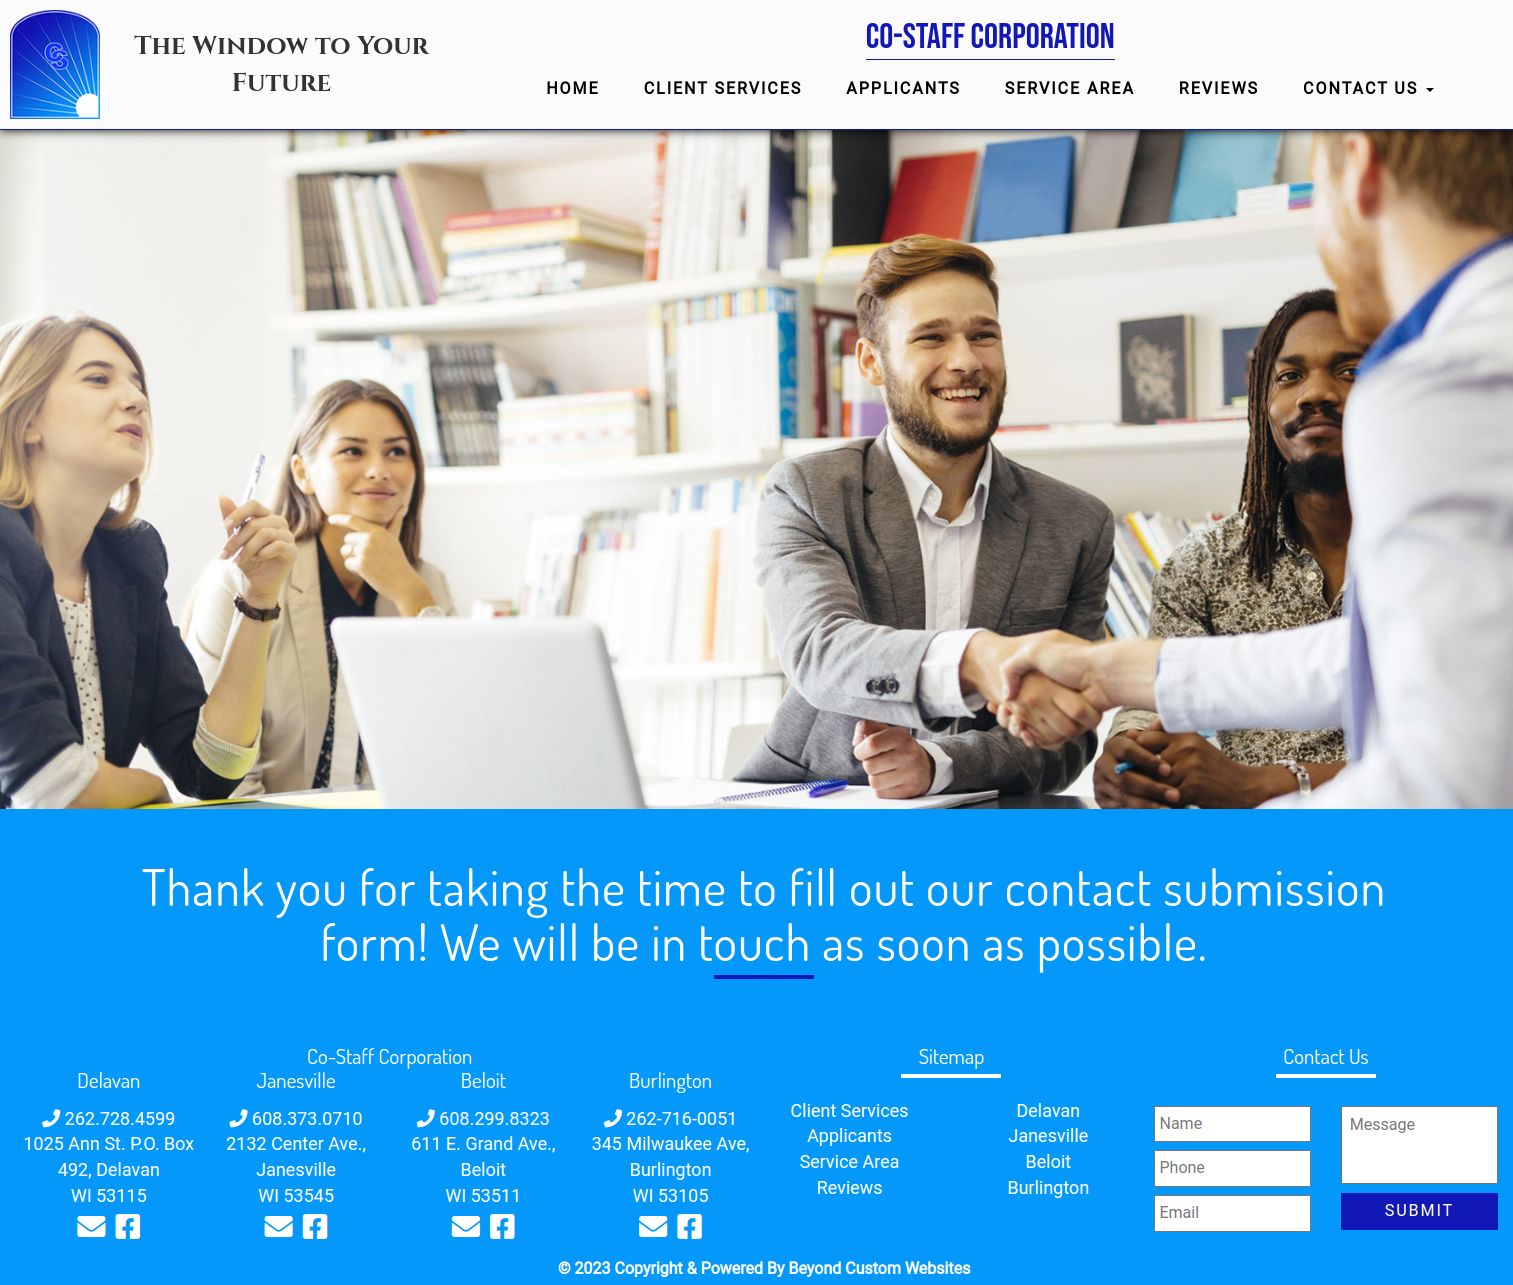 CS
The Window to Your
Future
CO-STAFF CORPORATION
HOME
CLIENT SERVICES
APPLICANTS
SERVICE AREA
REVIEWS
CONTACT US
Thank you for taking the time to fill out our contact submission
form! We will be in touch as soon as possible.
Co-Staff Corporation
Delavan
262.728.4599
1025 Ann St. P.O. Box
492, Delavan
WI 53115
Janesville
608.373.0710
2132 Center Ave.,
Janesville
WI 53545
Beloit
608.299.8323
611 E. Grand Ave.,
Beloit
WI 53511
Burlington
262-716-0051
345 Milwaukee Ave,
Burlington
WI 53105
Sitemap
Client Services
Applicants
Service Area
Reviews
Delavan
Janesville
Beloit
Burlington
Contact Us
Name
Phone
Email
Message
SUBMIT
© 2023 Copyright & Powered By Beyond Custom Websites